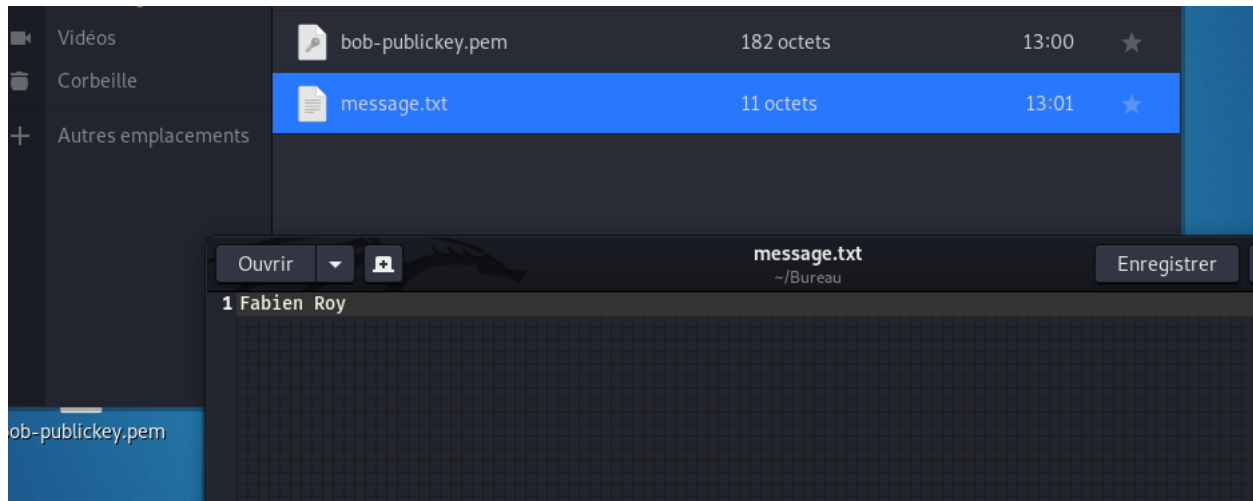 Vidéos
bob-publickey.pem 182 octets 13:00
Corbeille
message.txt 11 octets 13:01
Autres emplacements
Ouvrir message.txt Enregistrer
~/Bureau
1 Fabien Roy
ob-publickey.pem